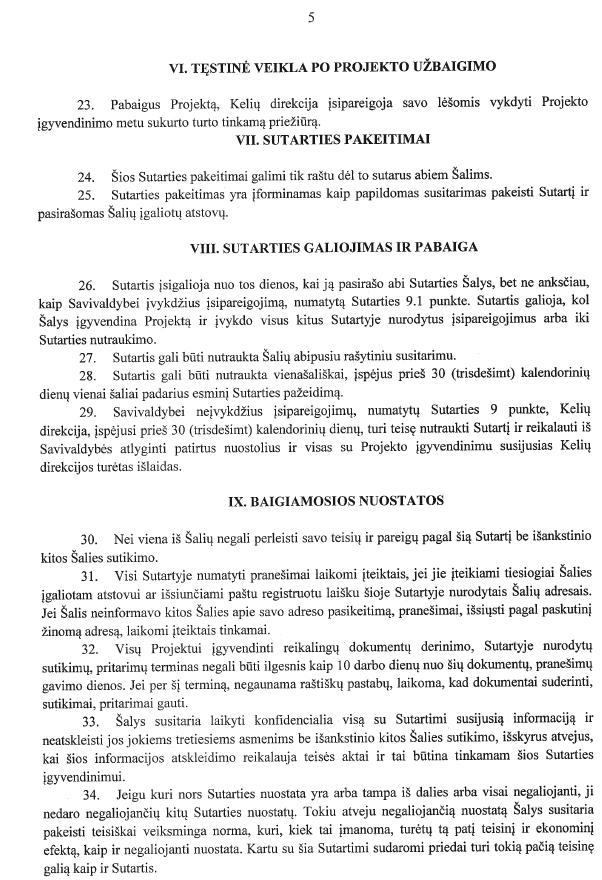 5
VI. TĘSTINĖ VEIKLA PO PROJEKTO UŽBAIGIMO
23. Pabaigus Projektą, Kelių direkcija įsipareigoja savo lėšomis vykdyti Projekto
įgyvendinimo metu sukurto turto tinkamą priežiūrą.
VII. SUTARTIES PAKEITIMAI
24. Šios Sutarties pakeitimai galimi tik raštu dėl to sutarus abiem Šalims.
25. Sutarties pakeitimas yra įforminamas kaip papildomas susitarimas pakeisti Sutartį ir
pasirašomas Šalių įgaliotų atstovų.
VIII. SUTARTIES GALIOJIMAS IR PABAIGA
26. Sutartis įsigalioja nuo tos dienos, kai ją pasirašo abi Sutarties Šalys, bet ne anksčiau,
kaip Savivaldybei įvykdžius įsipareigojimą, numatytą Sutarties 9.1 punkte. Sutartis galioja, kol
Šalys įgyvendina Projektą ir įvykdo visus kitus Sutartyje nurodytus įsipareigojimus arba iki
Sutarties nutraukimo.
27. Sutartis gali būti nutraukta Šalių abipusiu rašytiniu susitarimu.
28. Sutartis gali būti nutraukta vienašališkai, įspėjus prieš 30 (trisdešimt) kalendorinių
dienų vienai šaliai padarius esminį Sutarties pažeidimą.
29. Savivaldybei neįvykdžius įsipareigojimų, numatytų Sutarties 9 punkte, Kelių
direkcija, įspėjusi prieš 30 (trisdešimt) kalendorinių dienų, turi teisę nutraukti Sutartį ir reikalauti iš
Savivaldybės atlyginti patirtus nuostolius ir visas su Projekto įgyvendinimu susijusias Kelių
direkcijos turėtas išlaidas.
IX. BAIGIAMOSIOS NUOSTATOS
30. Nei viena iš Šalių negali perleisti savo teisių ir pareigų pagal šią Sutartį be išankstinio
kitos Šalies sutikimo.
31. Visi Sutartyje numatyti pranešimai laikomi įteiktais, jei jie įteikiami tiesiogiai Šalies
įgaliotam atstovui ar išsiunčiami paštu registruotu laišku šioje Sutartyje nurodytais Šalių adresais.
Jei Šalis neinformavo kitos Šalies apie savo adreso pasikeitimą, pranešimai, išsiųsti pagal paskutinį
žinomą adresą, laikomi įteiktais tinkamai.
32. Visų Projektui įgyvendinti reikalingų dokumentų derinimo, Sutartyje nurodytų
sutikimų, pritarimų terminas negali būti ilgesnis kaip 10 darbo dienų nuo šių dokumentų, pranešimų
gavimo dienos. Jei per šį terminą, negaunama raštiškų pastabų, laikoma, kad dokumentai suderinti,
sutikimai, pritarimai gauti.
33. Šalys susitaria laikyti konfidencialia visą su Sutartimi susijusią informaciją ir
neatskleisti jos jokiems tretiesiems asmenims be išankstinio kitos Šalies sutikimo, išskyrus atvejus,
kai šios informacijos atskleidimo reikalauja teisės aktai ir tai būtina tinkamam šios Sutarties
įgyvendinimui.
34. Jeigu kuri nors Sutarties nuostata yra arba tampa iš dalies arba visai negaliojanti, ji
nedaro negaliojančių kitų Sutarties nuostatų. Tokiu atveju negaliojančią nuostatą Šalys susitaria
pakeisti teisiškai veiksminga norma, kuri, kiek tai įmanoma, turėtų tą patį teisinį ir ekonominį
efektą, kaip ir negaliojanti nuostata. Kartu su šia Sutartimi sudaromi priedai turi tokią pačią teisinę
galią kaip ir Sutartis.